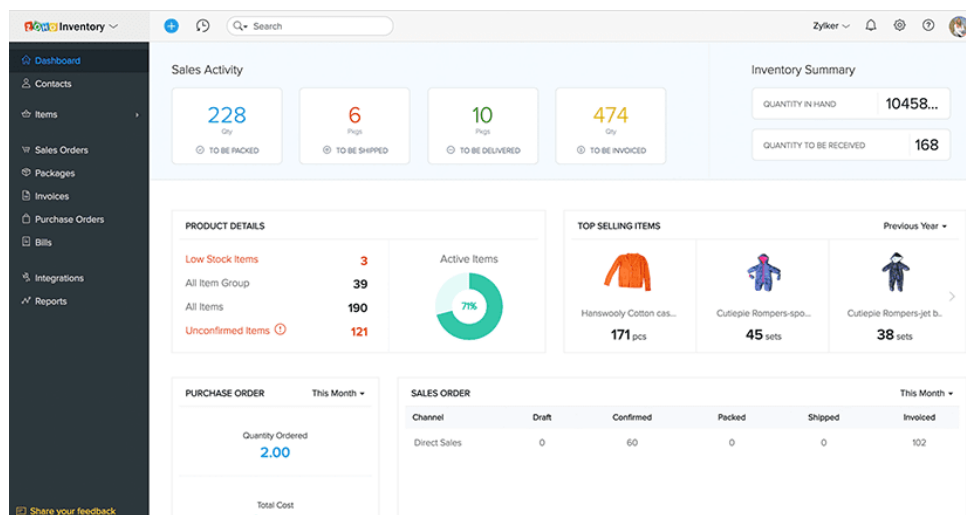 ZOHO Inventory
Search
Zylker
Dashboard
Contacts
Items
Sales Orders
Packages
Invoices
Purchase Orders
Bills
Integrations
Reports
Share your feedback
Sales Activity
228
Qty
TO BE PACKED
6
Pkgs
TO BE SHIPPED
10
Pkgs
TO BE DELIVERED
474
Qty
TO BE INVOICED
Inventory Summary
QUANTITY IN HAND 10458...
QUANTITY TO BE RECEIVED 168
PRODUCT DETAILS
Low Stock Items 3
All Item Group 39
All Items 190
Unconfirmed Items 121
Active Items
71%
TOP SELLING ITEMS Previous Year
Hanswooly Cotton cas...
171 pcs
Cutiepie Rompers-spo...
45 sets
Cutiepie Rompers-jet b..
38 sets
PURCHASE ORDER This Month
Quantity Ordered
2.00
Total Cost
SALES ORDER This Month
Channel Draft Confirmed Packed Shipped Invoiced
Direct Sales 0 60 0 0 102